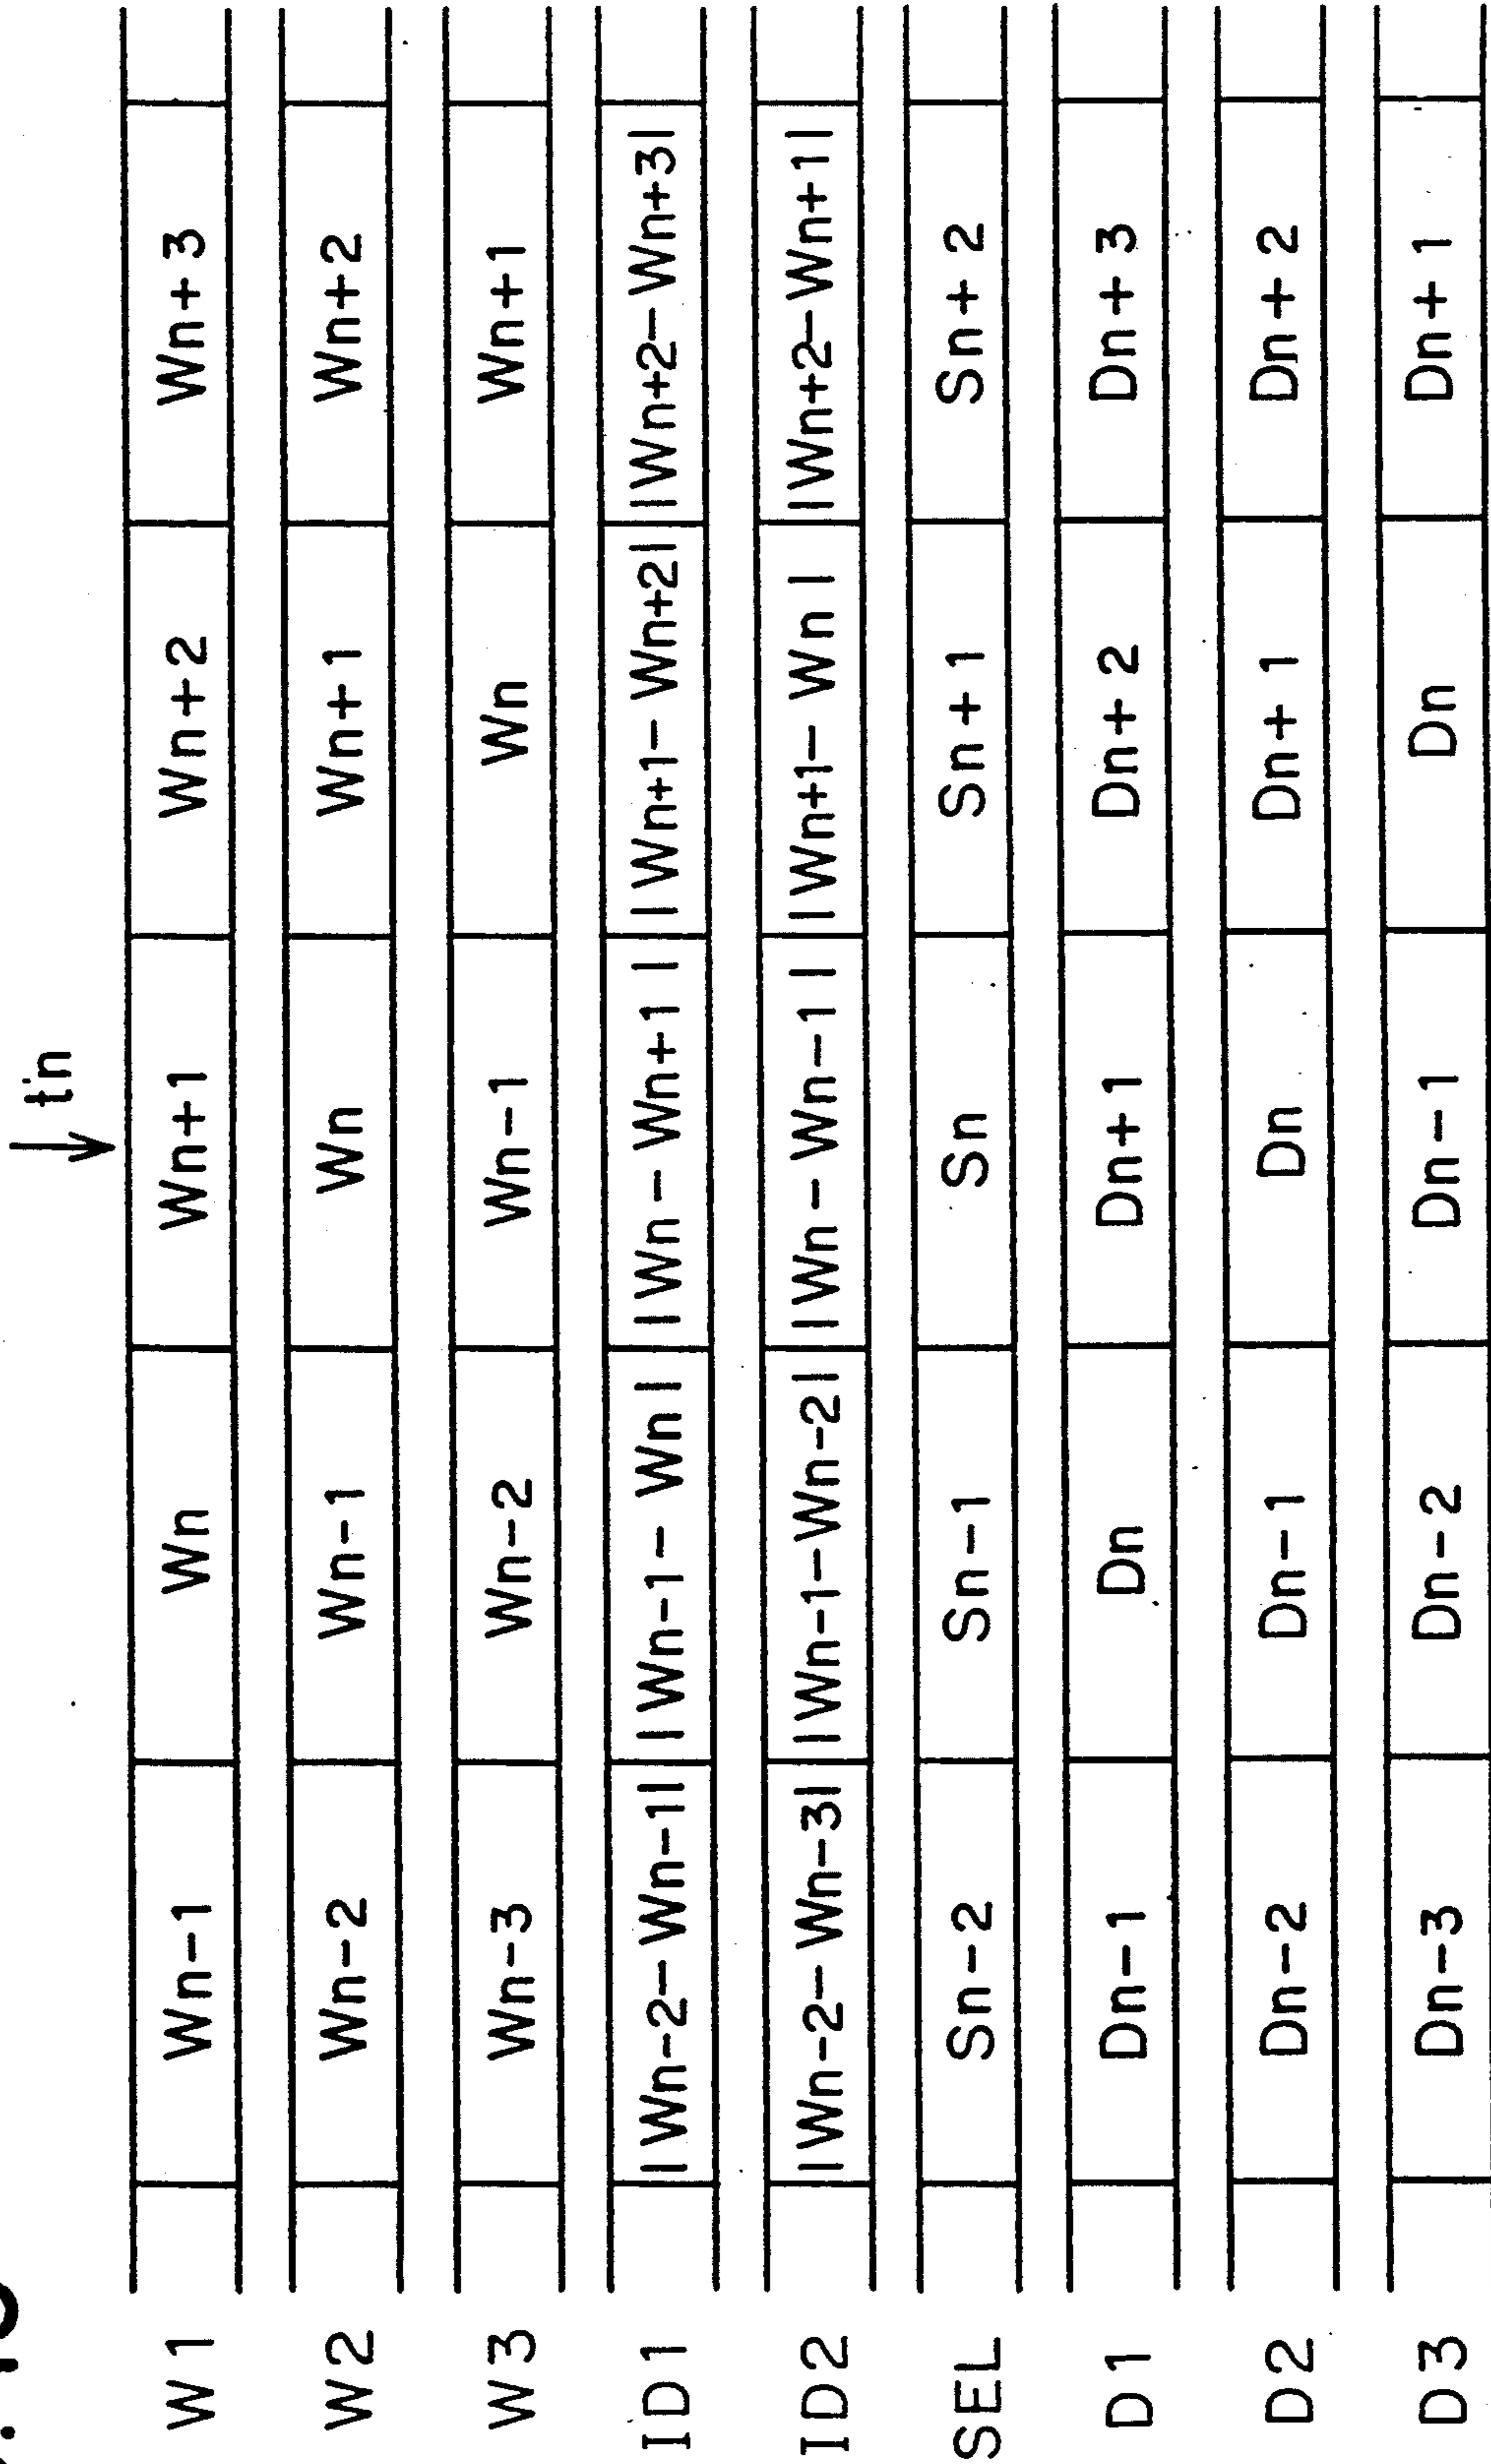 tn
W1 Wn-1 Wn Wn+1 Wn+2 Wn+3
W2 Wn-2 Wn-1 Wn Wn+1 Wn+2
W3 Wn-3 Wn-2 Wn-1 Wn Wn+1
ID1 |Wn-2-Wn-1| |Wn-1-Wn| |Wn-Wn+1| |Wn+1-Wn+2| |Wn+2-Wn+3|
ID2 |Wn-2-Wn-3| |Wn-1-Wn-2| |Wn-Wn-1| |Wn+1-Wn| |Wn+2-Wn+1|
SEL Sn-2 Sn-1 Sn Sn+1 Sn+2
D1 Dn-1 Dn Dn+1 Dn+2 Dn+3
D2 Dn-2 Dn-1 Dn Dn+1 Dn+2
D3 Dn-3 Dn-2 Dn-1 Dn Dn+1